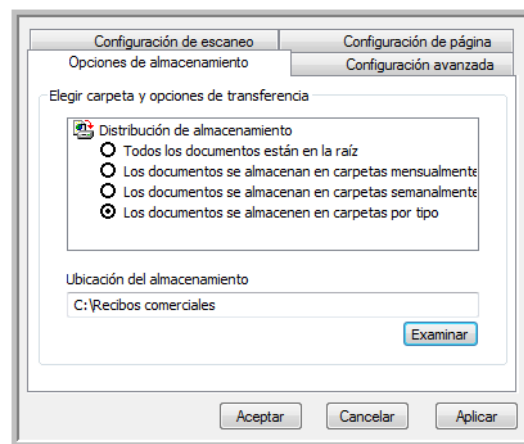 Configuración de escaneo
Configuración de página
Opciones de almacenamiento
Configuración avanzada
Elegir carpeta y opciones de transferencia
Distribución de almacenamiento
Todos los documentos están en la raíz
Los documentos se almacenan en carpetas mensualmente
Los documentos se almacenan en carpetas semanalmente
Los documentos se almacenen en carpetas por tipo
Ubicación del almacenamiento
C:\Recibos comerciales
Examinar
Aceptar
Cancelar
Aplicar